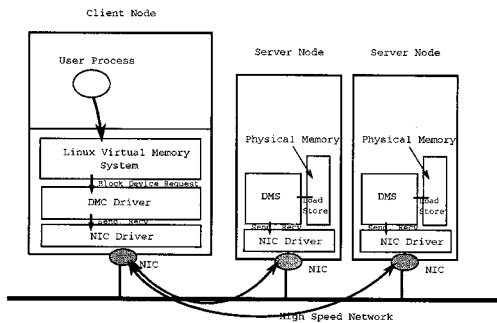 Client Node
User Process
Linux Virtual Memory
System
Block Device Request
DMC Driver
Send, Recv
NIC Driver
NIC
Server Node
Physical Memory
DMS
Load
Store
Send, Recv
NIC Driver
NIC
Server Node
Physical Memory
DMS
Load
Store
Send, Recv
NIC Driver
NIC
High Speed Network